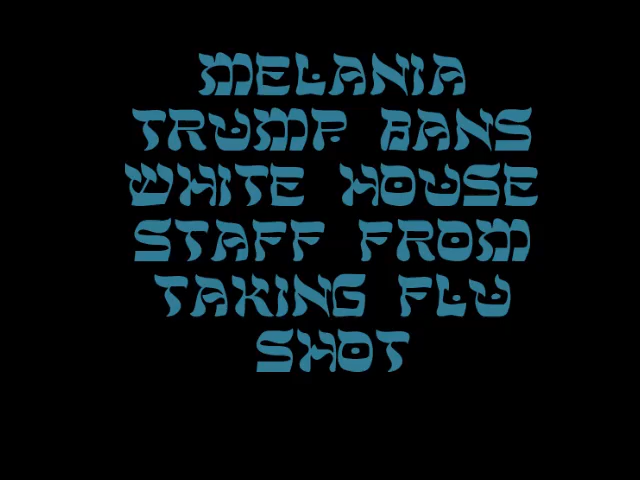 MELANIA
TRUMP BANS
WHITE HOUSE
STAFF FROM
TAKING FLU
SHOT